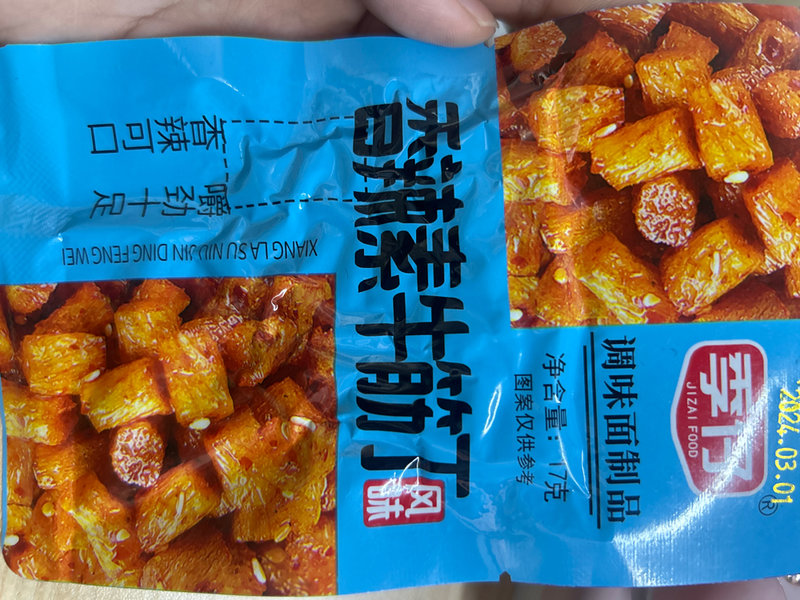 季仔®
JIZAI FOOD
2024.03.01
调味面制品
净含量：17克
图案仅供参考
香辣素牛筋丁
风味
香辣可口
嚼劲十足
XIANG LA SU NIU JIN DING FENG WEI